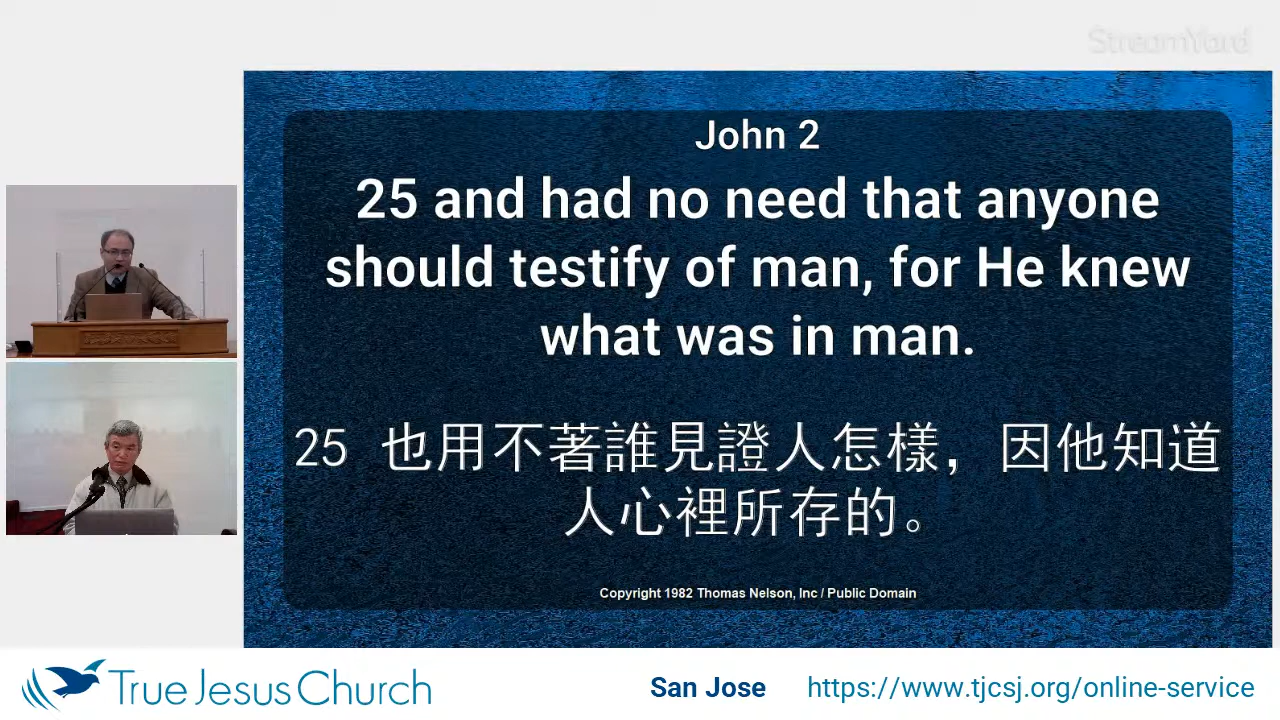 StreamYard
John 2
25 and had no need that anyone
should testify of man, for He knew
what was in man.
25 也用不著誰見證人怎樣，因他知道
人心裡所存的。
Copyright 1982 Thomas Nelson, Inc / Public Domain
True Jesus Church
San Jose
https://www.tjcsj.org/online-service